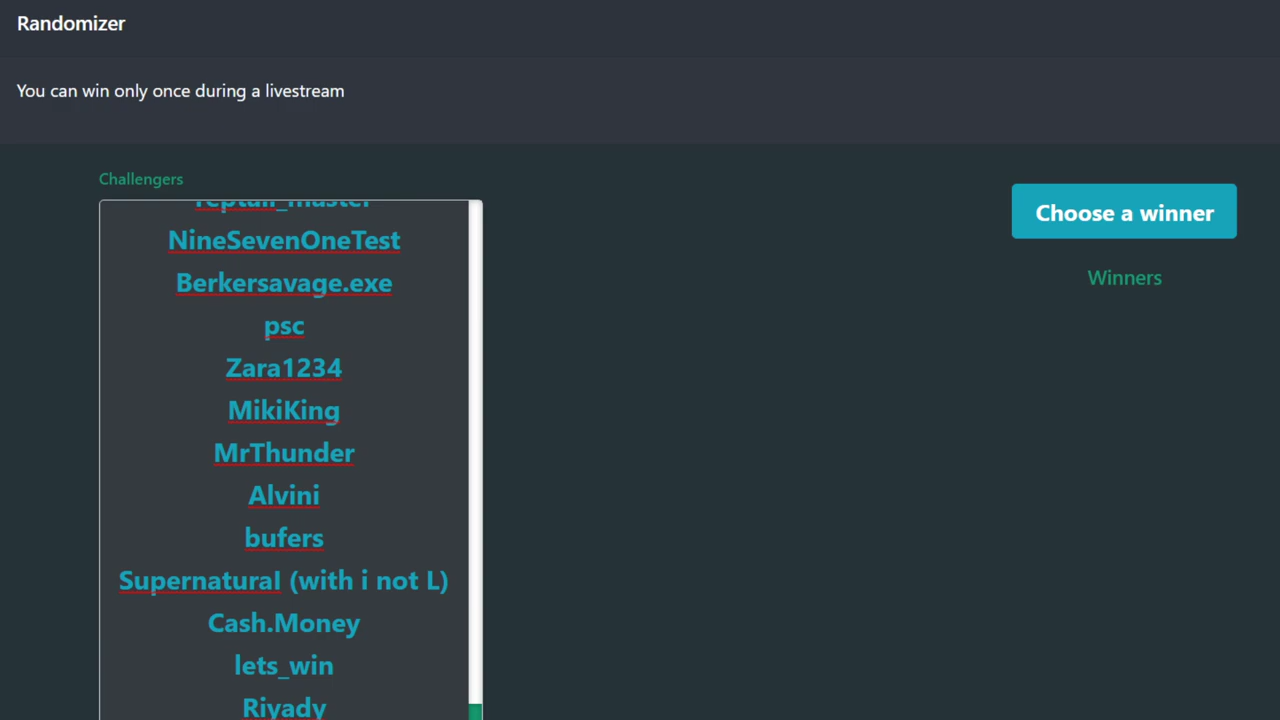 Randomizer
You can win only once during a livestream
Challengers
NineSevenOneTest
Berkersavage.exe
psc
Zara1234
MikiKing
MrThunder
Alvini
bufers
SupernaturaI (with i not L)
Cash.Money
lets_win
Riyady
Choose a winner
Winners